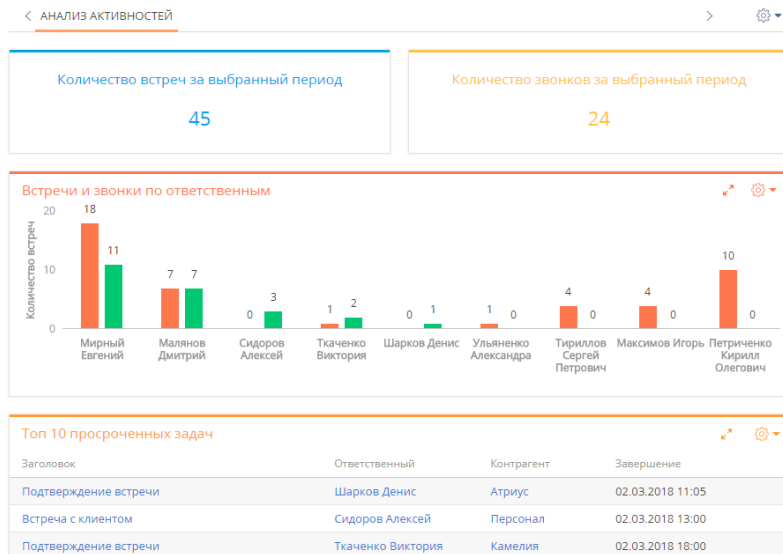 АНАЛИЗ АКТИВНОСТЕЙ
Количество встреч за выбранный период
45
Количество звонков за выбранный период
24
Встречи и звонки по ответственным
Количество встреч
20
10
0
18
11
7
7
0
3
1
2
0
1
1
0
4
0
4
0
10
0
Мирный
Евгений
Малянов
Дмитрий
Сидоров
Алексей
Ткаченко
Виктория
Шарков Денис
Ульяненко
Александра
Тириллов
Сергей
Петрович
Максимов Игорь
Петриченко
Кирилл
Олегович
Топ 10 просроченных задач
Заголовок Ответственный Контрагент Завершение
Подтверждение встречи Шарков Денис Атриус 02.03.2018 11:05
Встреча с клиентом Сидоров Алексей Персонал 02.03.2018 13:00
Подтверждение встречи Ткаченко Виктория Камелия 02.03.2018 18:00